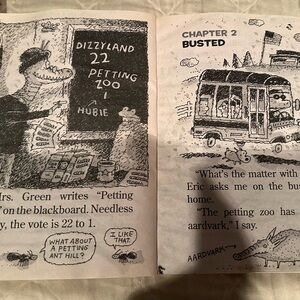 DIZZYLAND
22
PETTING
ZOO
1
HUBIE
rs. Green writes "Petting
" on the blackboard. Needless
y, the vote is 22 to 1.
WHAT ABOUT
A PETTING
ANT HILL?
I LIKE
THAT.
CHAPTER 2
BUSTED
"What's the matter with
Eric asks me on the bus
home.
"The petting zoo has
aardvark," I say.
AARDVARK